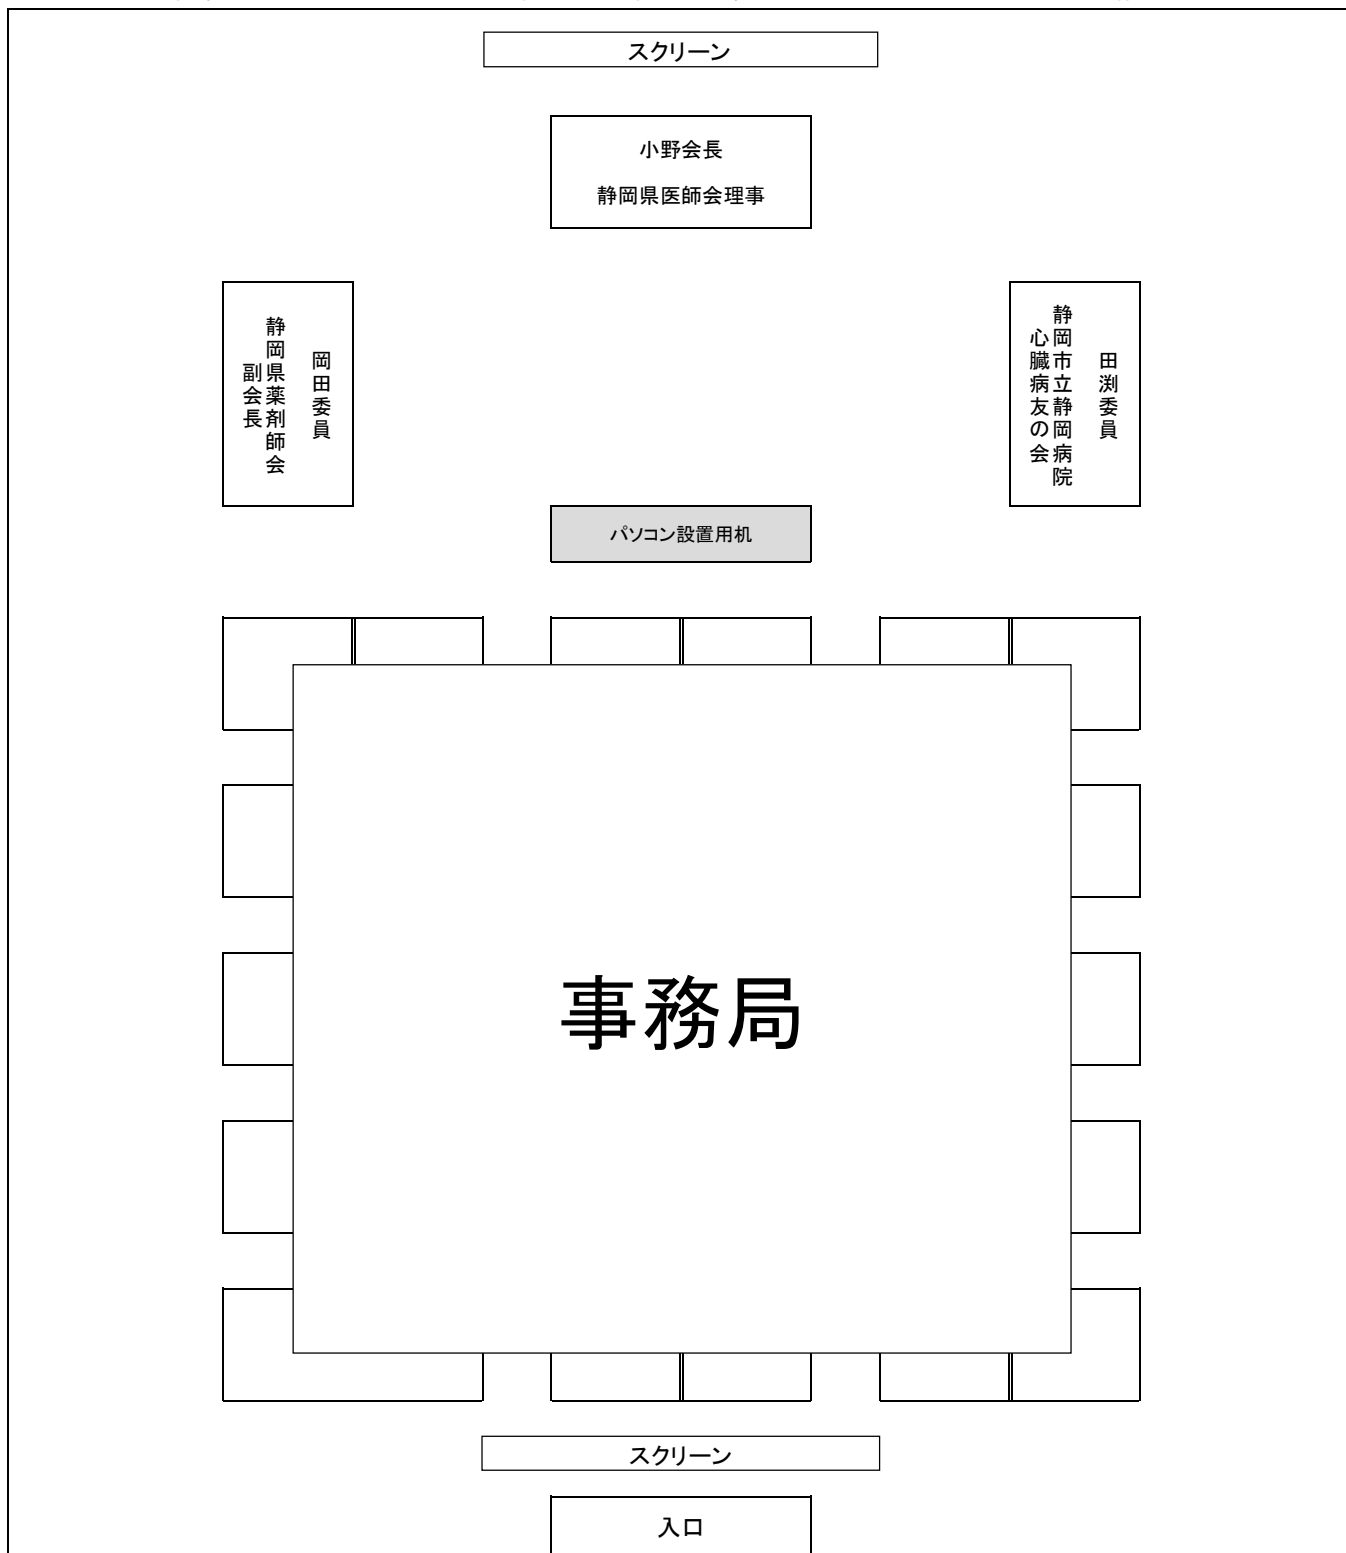 スクリーン
小野会長
静岡県医師会理事
岡田委員
静岡県薬剤師会
副会長
田渕委員
静岡市立静岡病院
心臓病友の会
パソコン設置用机
事務局
スクリーン
入口